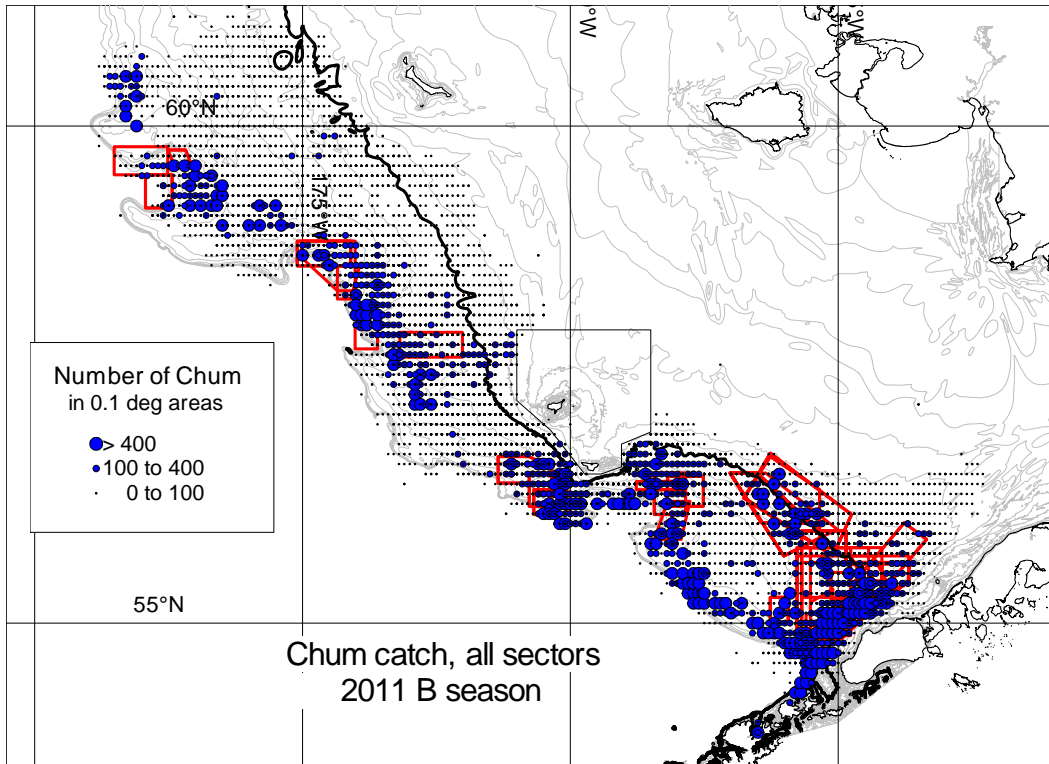 °W
°W
60°N
175°W
Number of Chum
in 0.1 deg areas
> 400
100 to 400
0 to 100
55°N
Chum catch, all sectors
2011 B season